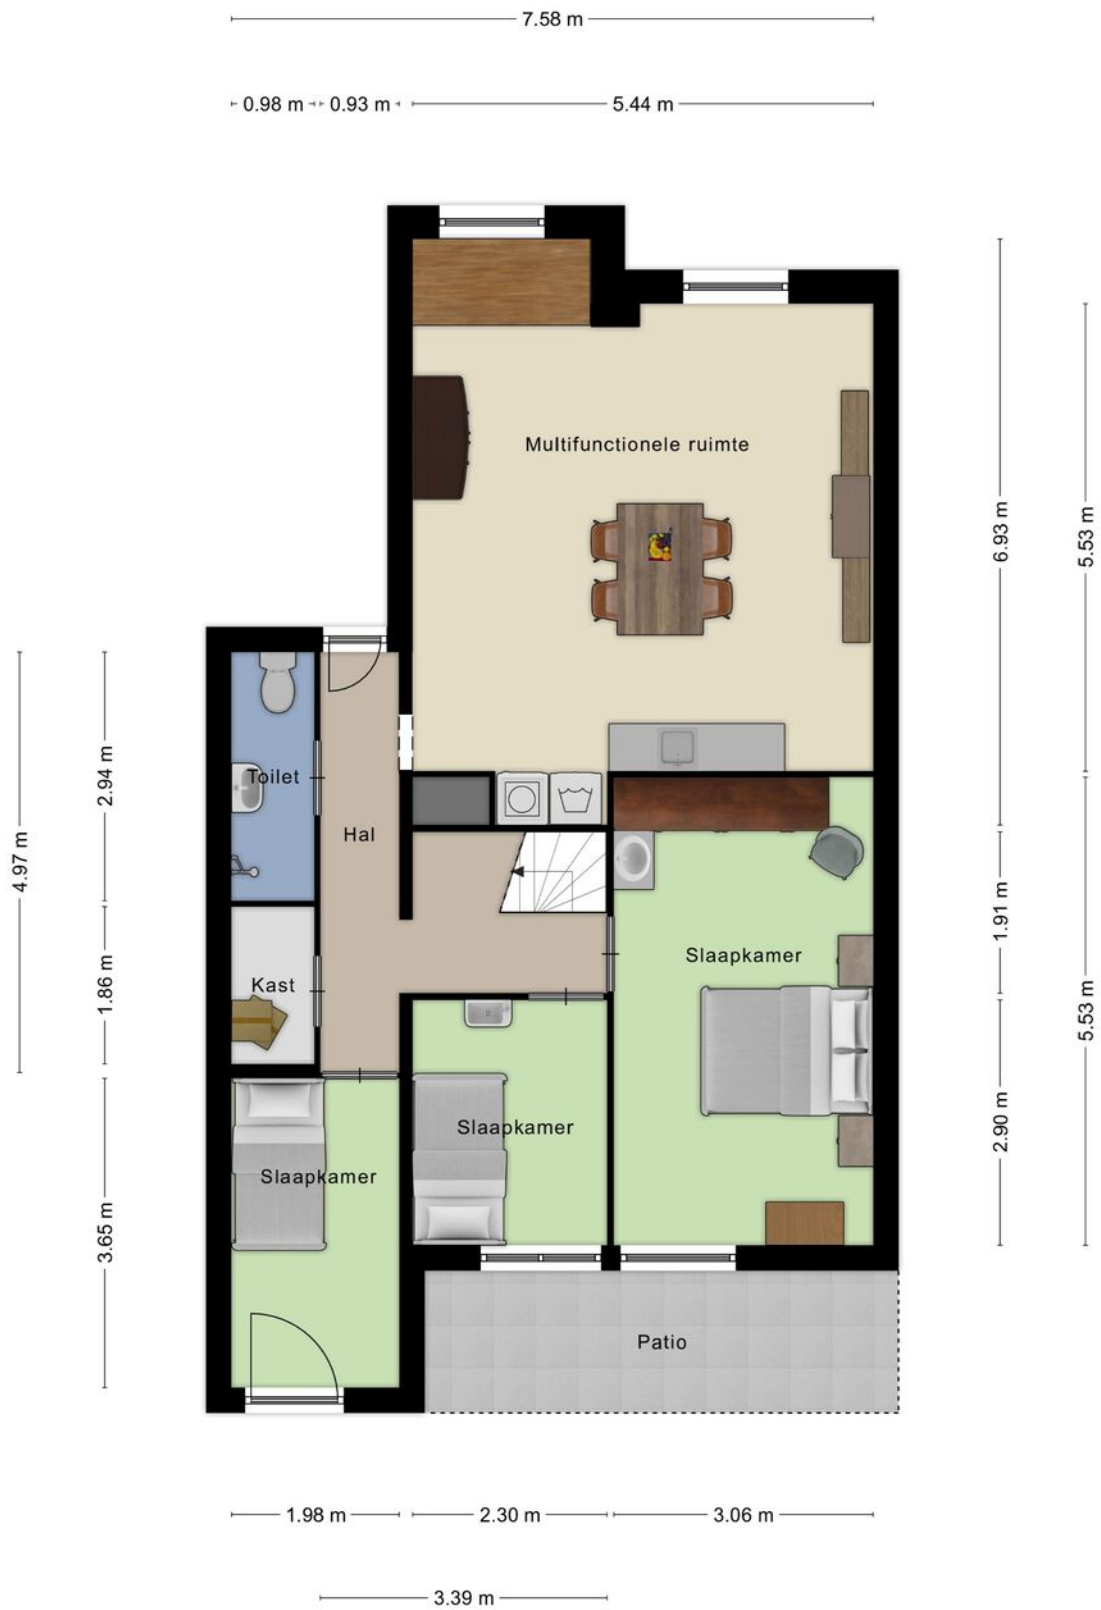 7.58 m
0.98 m
0.93 m
5.44 m
Multifunctionele ruimte
6.93 m
5.53 m
Toilet
2.94 m
Hal
4.97 m
1.91 m
Slaapkamer
Kast
1.86 m
5.53 m
2.90 m
Slaapkamer
Slaapkamer
3.65 m
Patio
1.98 m
2.30 m
3.06 m
3.39 m